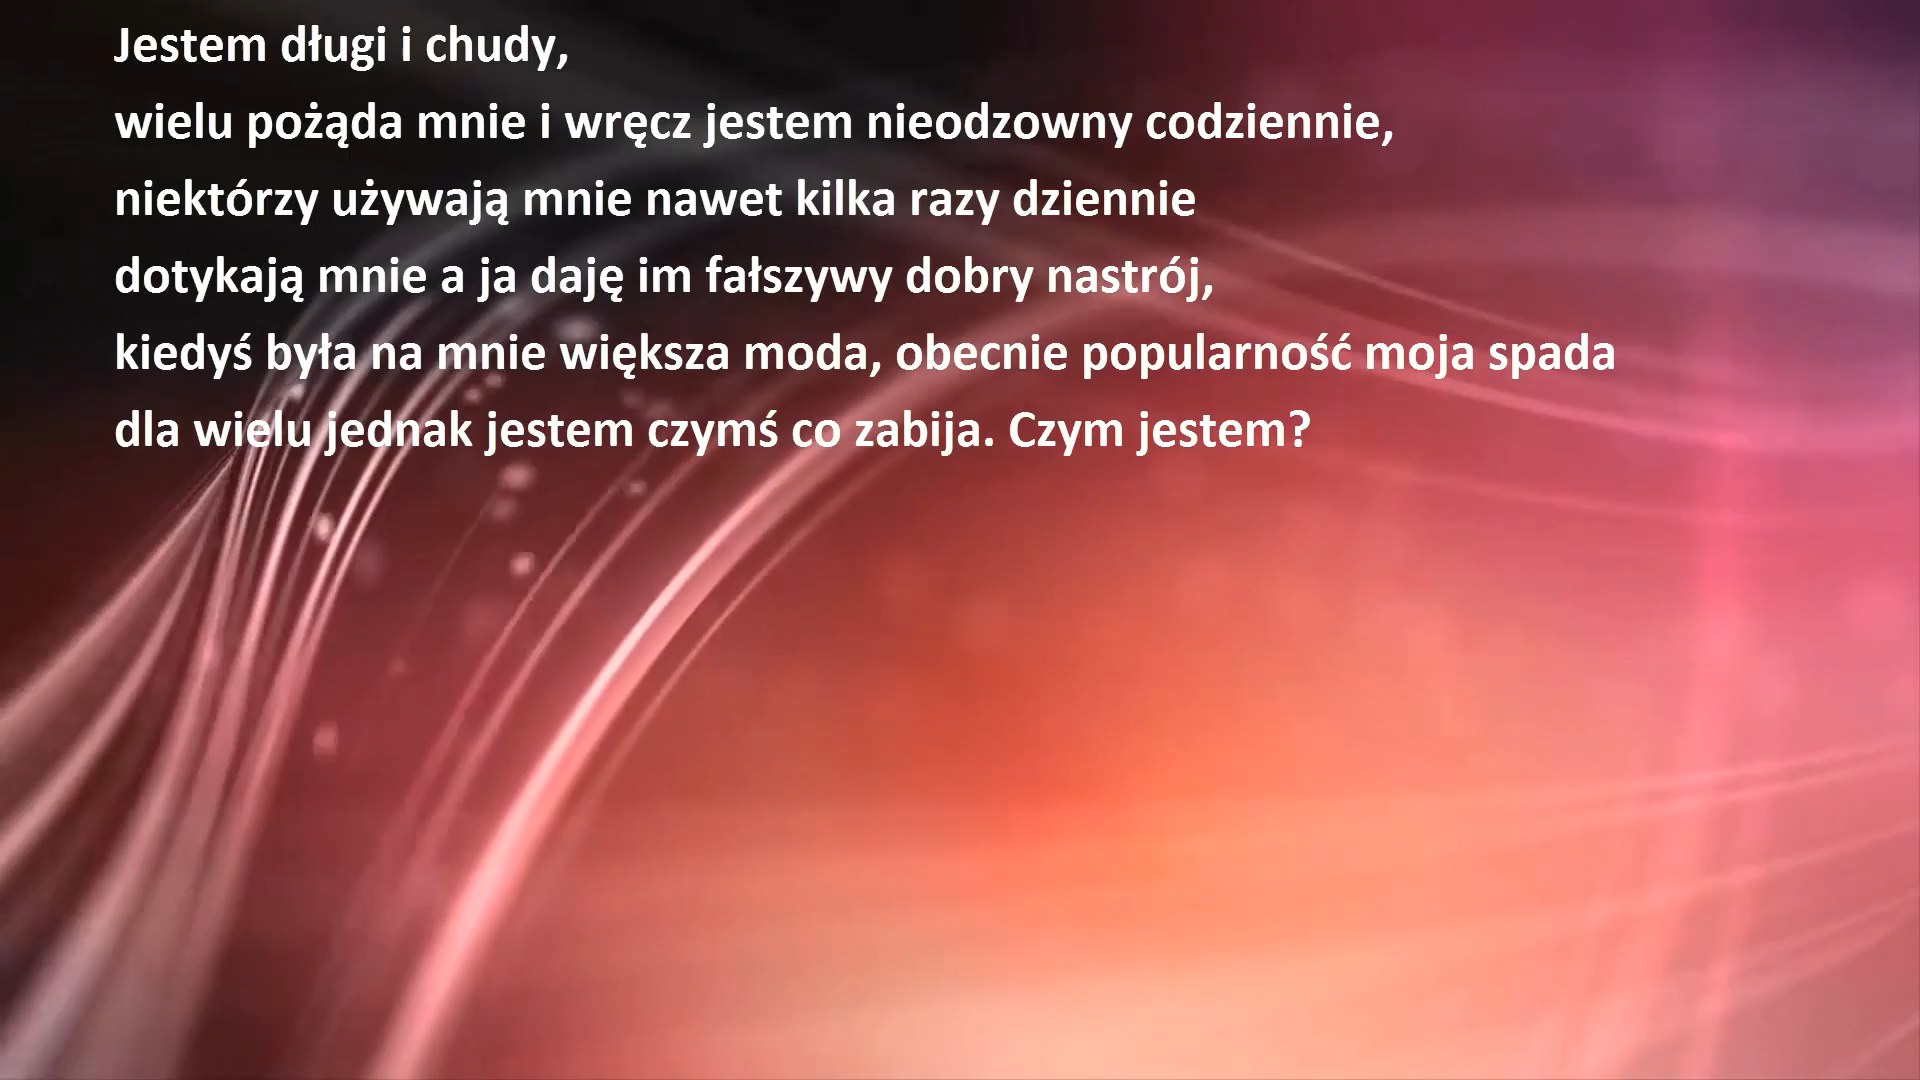 Jestem długi i chudy,
wielu pożąda mnie i wręcz jestem nieodzowny codziennie,
niektórzy używają mnie nawet kilka razy dziennie
dotykają mnie a ja daję im fałszywy dobry nastrój,
kiedyś była na mnie większa moda, obecnie popularność moja spada
dla wielu jednak jestem czymś co zabija. Czym jestem?